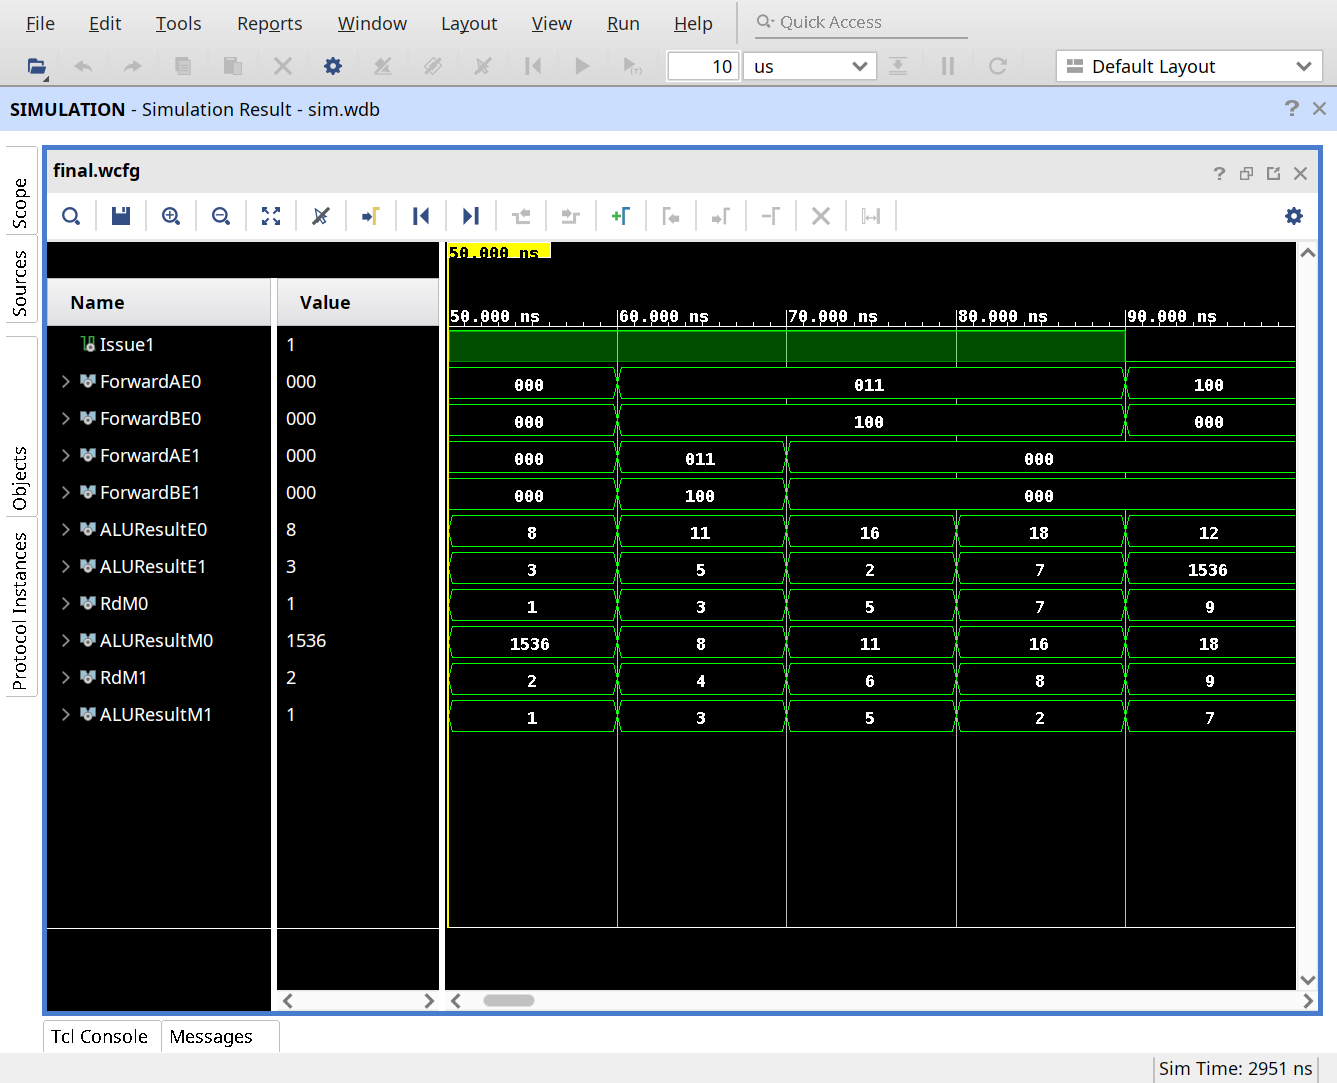 File Edit Tools Reports Window Layout View Run Help Quick Access
10 us Default Layout
SIMULATION - Simulation Result - sim.wdb
final.wcfg
Scope
Sources
Objects
Protocol Instances
50.000 ns
Name Value 50.000 ns 60.000 ns 70.000 ns 80.000 ns 90.000 ns
Issue1 1
ForwardAE0 000 000 011 100
ForwardBE0 000 000 100 000
ForwardAE1 000 000 011 000
ForwardBE1 000 000 100 000
ALUResultE0 8 8 11 16 18 12
ALUResultE1 3 3 5 2 7 1536
RdM0 1 1 3 5 7 9
ALUResultM0 1536 1536 8 11 16 18
RdM1 2 2 4 6 8 9
ALUResultM1 1 1 3 5 2 7
Tcl Console Messages
Sim Time: 2951 ns